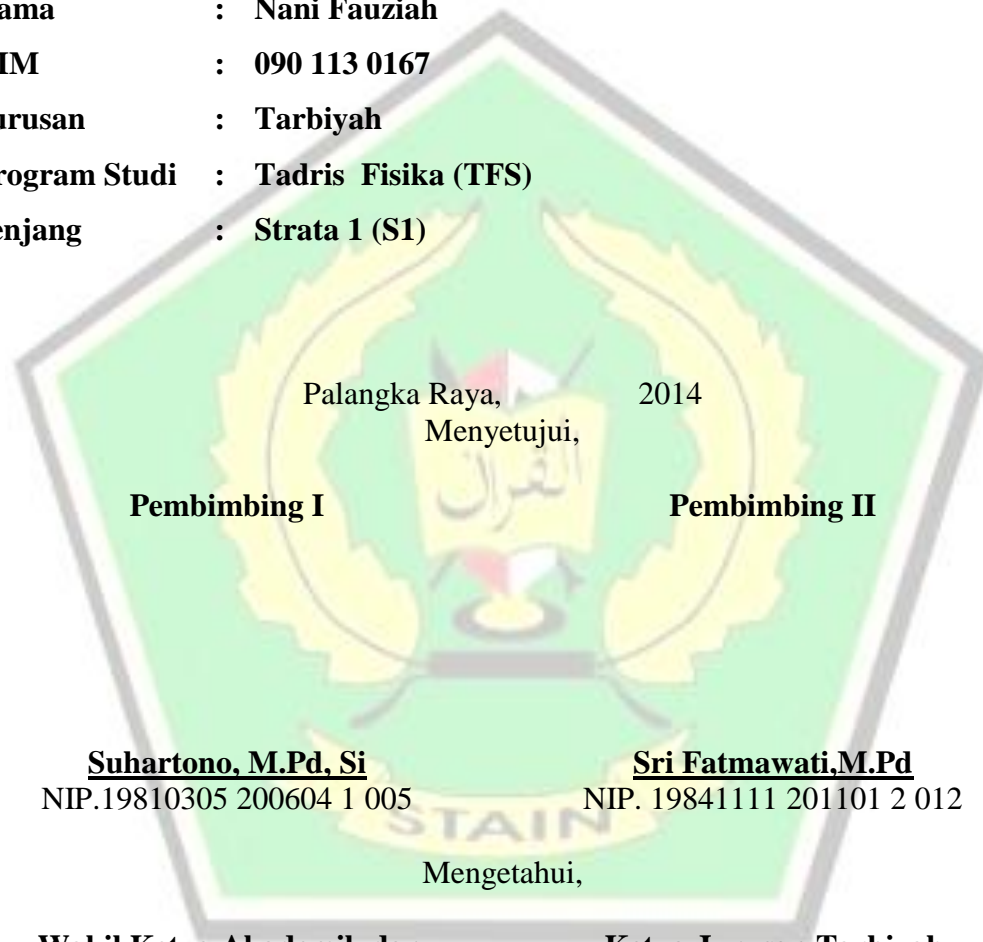 ama : Nani Fauziah
IM : 090 113 0167
urusan : Tarbiyah
rogram Studi : Tadris Fisika (TFS)
enjang : Strata 1 (S1)
Palangka Raya, 2014
Menyetujui,
Pembimbing I Pembimbing II
القرآن
Suhartono, M.Pd, Si Sri Fatmawati,M.Pd
NIP.19810305 200604 1 005 NIP. 19841111 201101 2 012
STAIN
Mengetahui,